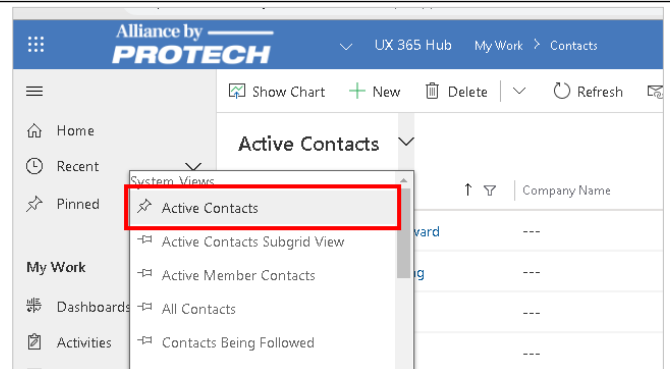 Alliance by
PROTECH
UX 365 Hub My Work > Contacts
Show Chart New Delete Refresh
Home
Active Contacts
Recent
System Views
Pinned
Active Contacts
Company Name
Active Contacts Subgrid View
ward
---
My Work
Active Member Contacts
---
Dashboards
All Contacts
---
Activities
Contacts Being Followed
---